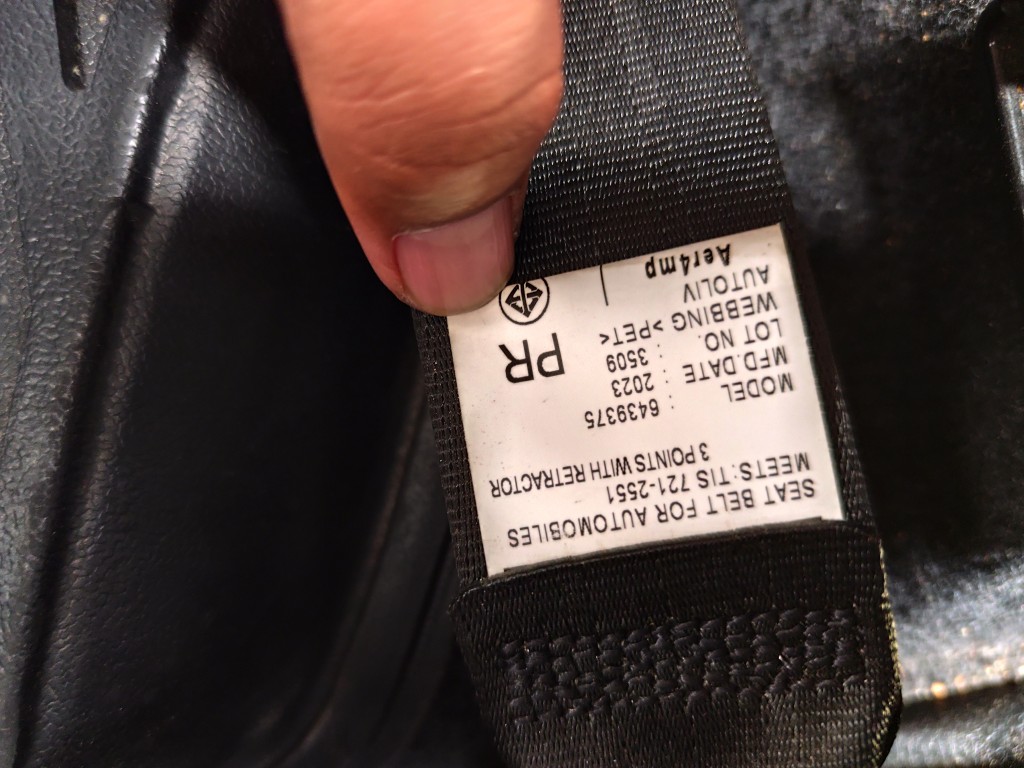 SEAT BELT FOR AUTOMOBILES
MEETS:TIS 721-2551
3 POINTS WITH RETRACTOR
MODEL : 6439375
MFD.DATE : 2023
LOT NO. : 3509
WEBBING >PET<
AUTOLIV
PR
Aer4mp